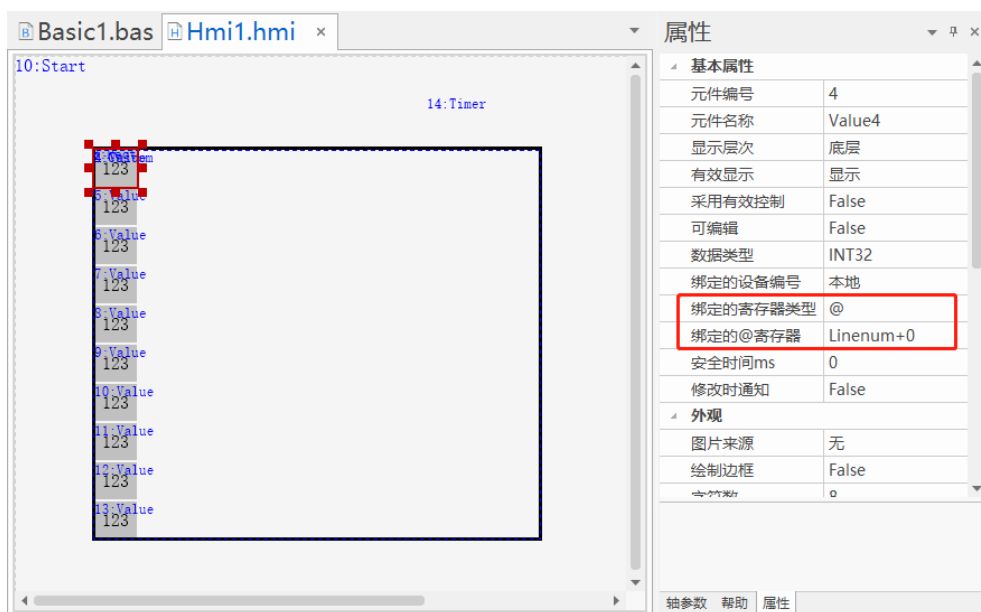 Basic1.bas Hmi1.hmi ×
10:Start
14:Timer
123
5:Value
123
6:Value
123
7:Value
123
8:Value
123
9:Value
123
10:Value
123
11:Value
123
12:Value
123
13:Value
123
属性
基本属性
元件编号 4
元件名称 Value4
显示层次 底层
有效显示 显示
采用有效控制 False
可编辑 False
数据类型 INT32
绑定的设备编号 本地
绑定的寄存器类型 @
绑定的@寄存器 Linenum+0
安全时间ms 0
修改时通知 False
外观
图片来源 无
绘制边框 False
字符数 8
轴参数 帮助 属性